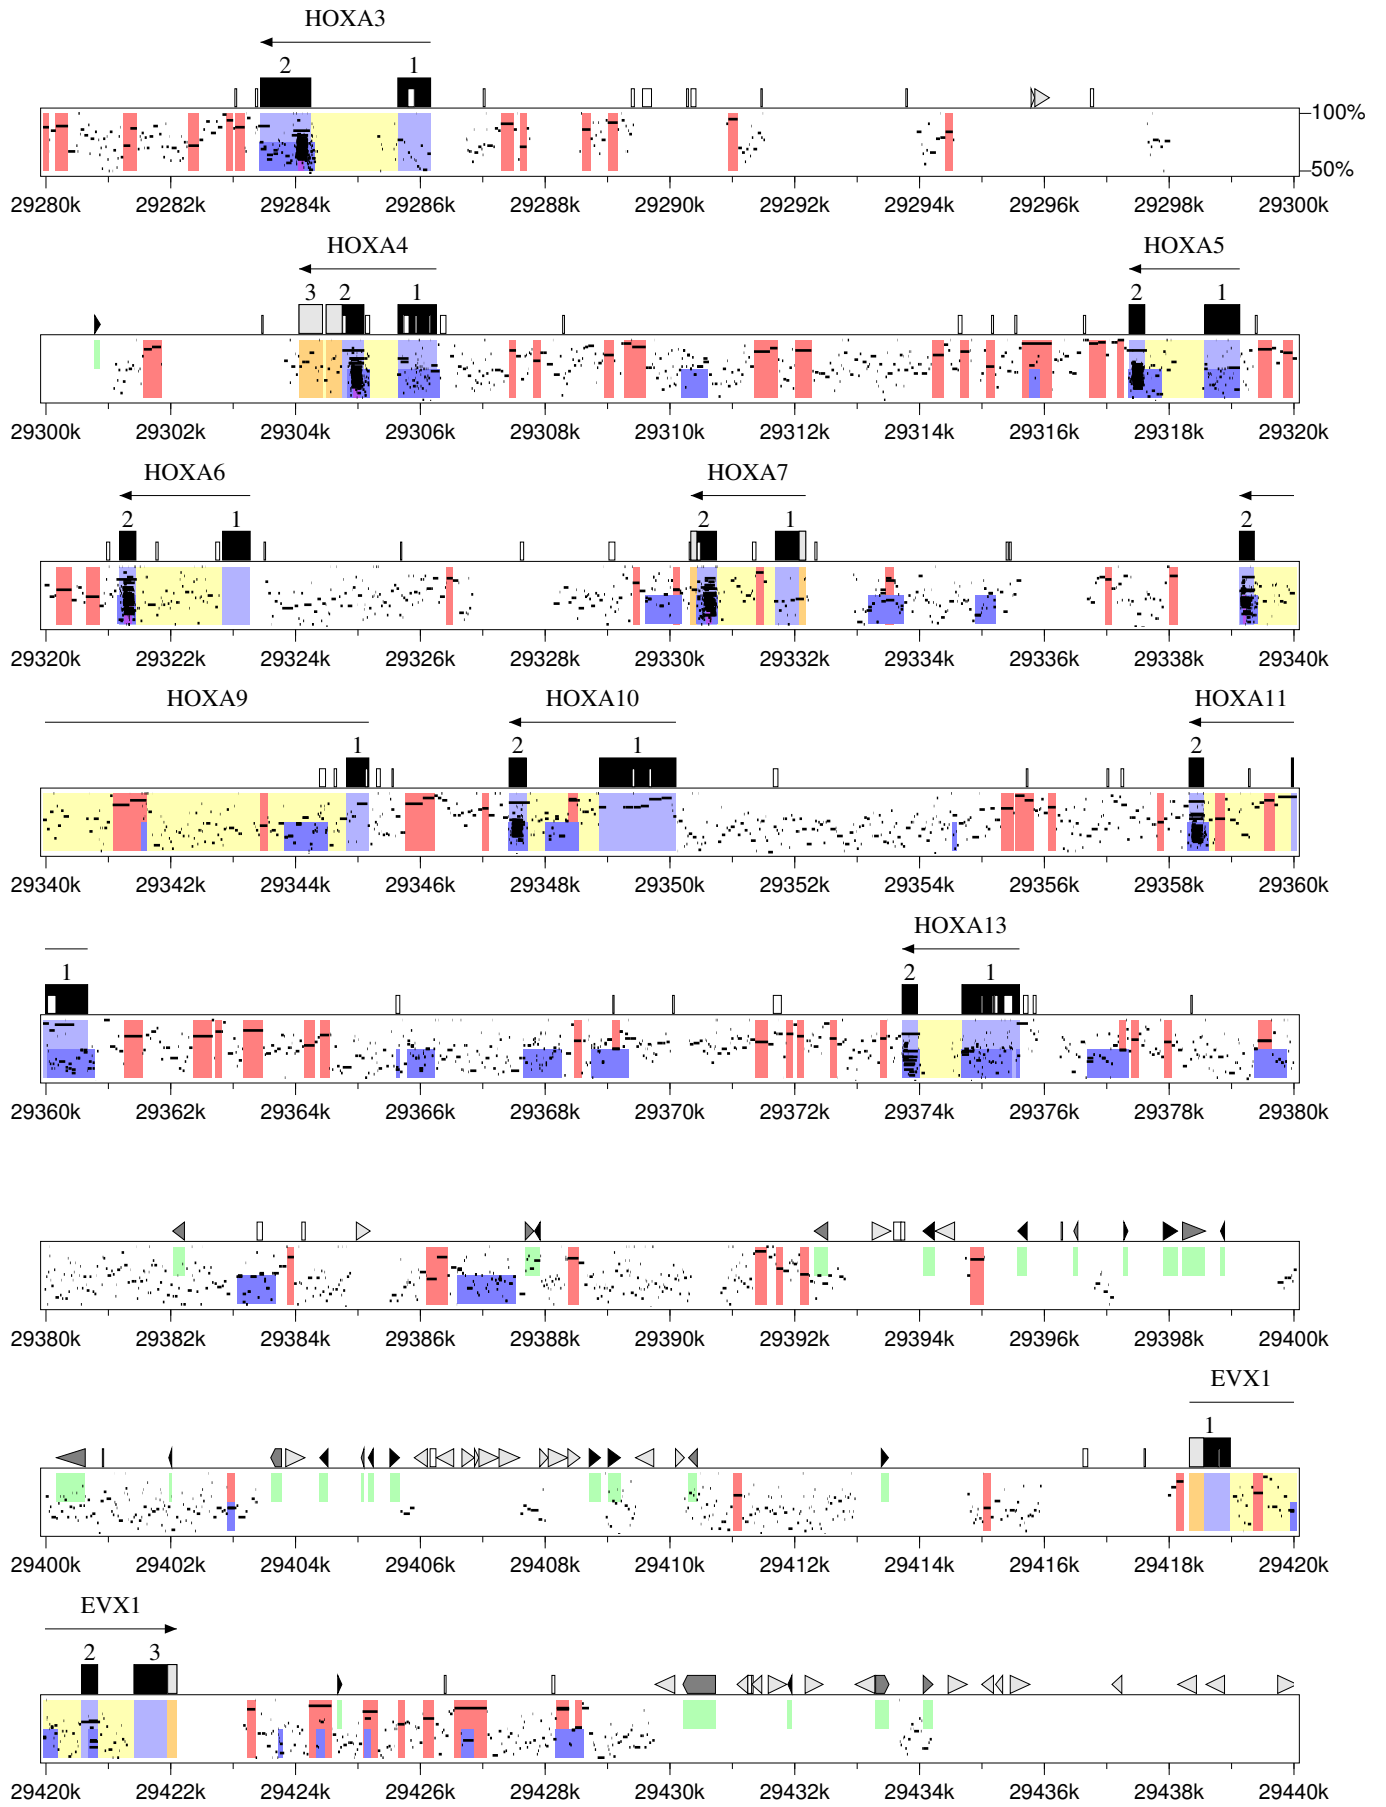 HOXA3
2 1
100%
50%
29280k 29282k 29284k 29286k 29288k 29290k 29292k 29294k 29296k 29298k 29300k
HOXA4 HOXA5
3 2 1 2 1
29300k 29302k 29304k 29306k 29308k 29310k 29312k 29314k 29316k 29318k 29320k
HOXA6 HOXA7
2 1 2 1 2
29320k 29322k 29324k 29326k 29328k 29330k 29332k 29334k 29336k 29338k 29340k
HOXA9 HOXA10 HOXA11
1 2 1 2
29340k 29342k 29344k 29346k 29348k 29350k 29352k 29354k 29356k 29358k 29360k
HOXA13
1 2 1
29360k 29362k 29364k 29366k 29368k 29370k 29372k 29374k 29376k 29378k 29380k
29380k 29382k 29384k 29386k 29388k 29390k 29392k 29394k 29396k 29398k 29400k
EVX1
1
29400k 29402k 29404k 29406k 29408k 29410k 29412k 29414k 29416k 29418k 29420k
EVX1
2 3
29420k 29422k 29424k 29426k 29428k 29430k 29432k 29434k 29436k 29438k 29440k